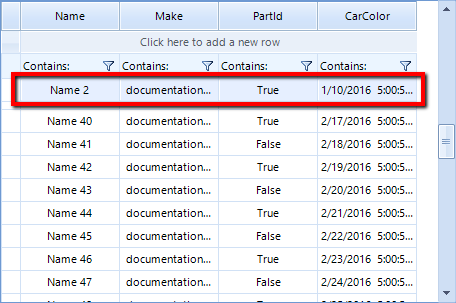 Name Make PartId CarColor
Click here to add a new row
Contains: Contains: Contains: Contains:
Name 2 documentation... True 1/10/2016 5:00:5...
Name 40 documentation... True 2/17/2016 5:00:5...
Name 41 documentation... False 2/18/2016 5:00:5...
Name 42 documentation... True 2/19/2016 5:00:5...
Name 43 documentation... False 2/20/2016 5:00:5...
Name 44 documentation... True 2/21/2016 5:00:5...
Name 45 documentation... False 2/22/2016 5:00:5...
Name 46 documentation... True 2/23/2016 5:00:5...
Name 47 documentation... False 2/24/2016 5:00:5...